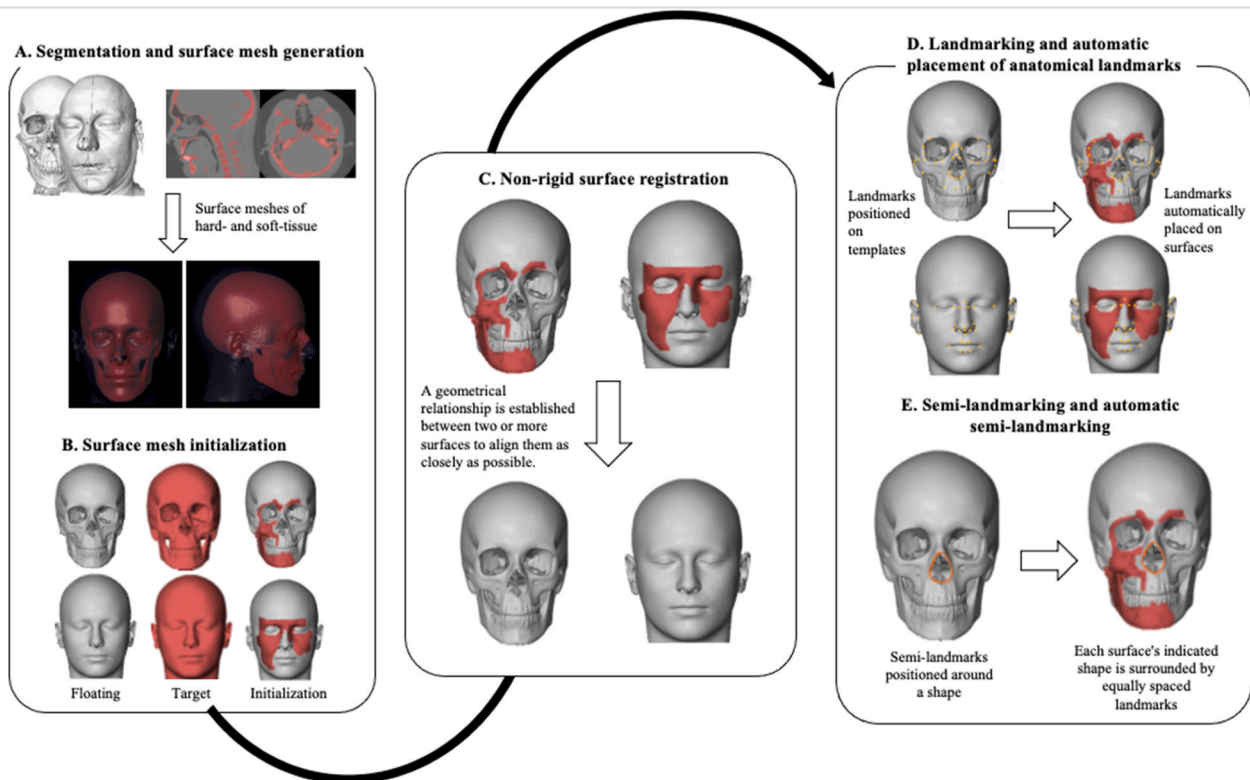 A. Segmentation and surface mesh generation
Surface meshes of
hard- and soft-tissue
B. Surface mesh initialization
Floating
Target
Initialization
C. Non-rigid surface registration
A geometrical
relationship is established
between two or more
surfaces to align them as
closely as possible.
D. Landmarking and automatic
placement of anatomical landmarks
Landmarks
positioned
on
templates
Landmarks
automatically
placed on
surfaces
E. Semi-landmarking and automatic
semi-landmarking
Semi-landmarks
positioned around
a shape
Each surface's indicated
shape is surrounded by
equally spaced
landmarks